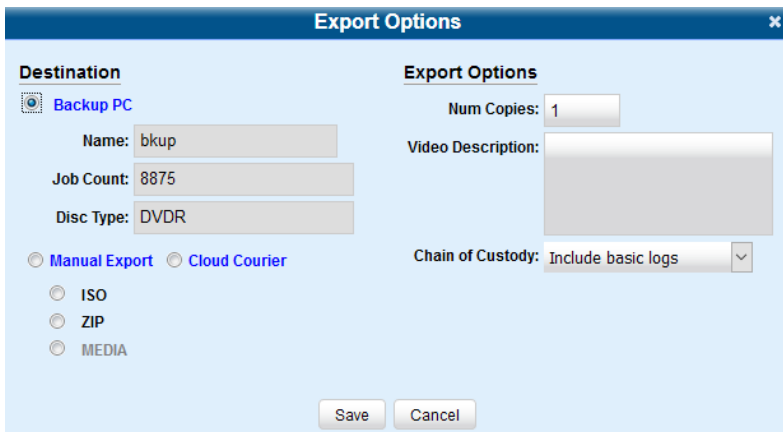 Export Options
Destination
Backup PC
Name: bkup
Job Count: 8875
Disc Type: DVDR
Manual Export Cloud Courier
ISO
ZIP
MEDIA
Export Options
Num Copies: 1
Video Description:
Chain of Custody: Include basic logs
Save Cancel